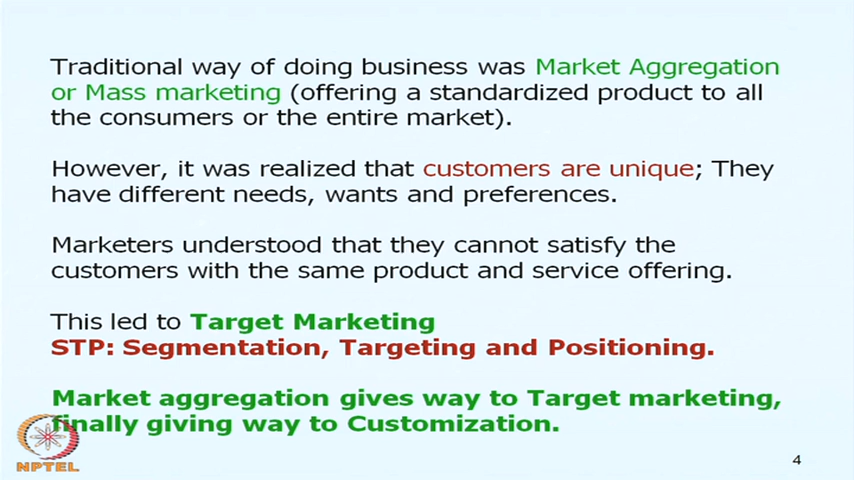 Traditional way of doing business was Market Aggregation
or Mass marketing (offering a standardized product to all
the consumers or the entire market).
However, it was realized that customers are unique; They
have different needs, wants and preferences.
Marketers understood that they cannot satisfy the
customers with the same product and service offering.
This led to Target Marketing
STP: Segmentation, Targeting and Positioning.
Market aggregation gives way to Target marketing,
finally giving way to Customization.
NPTEL
4